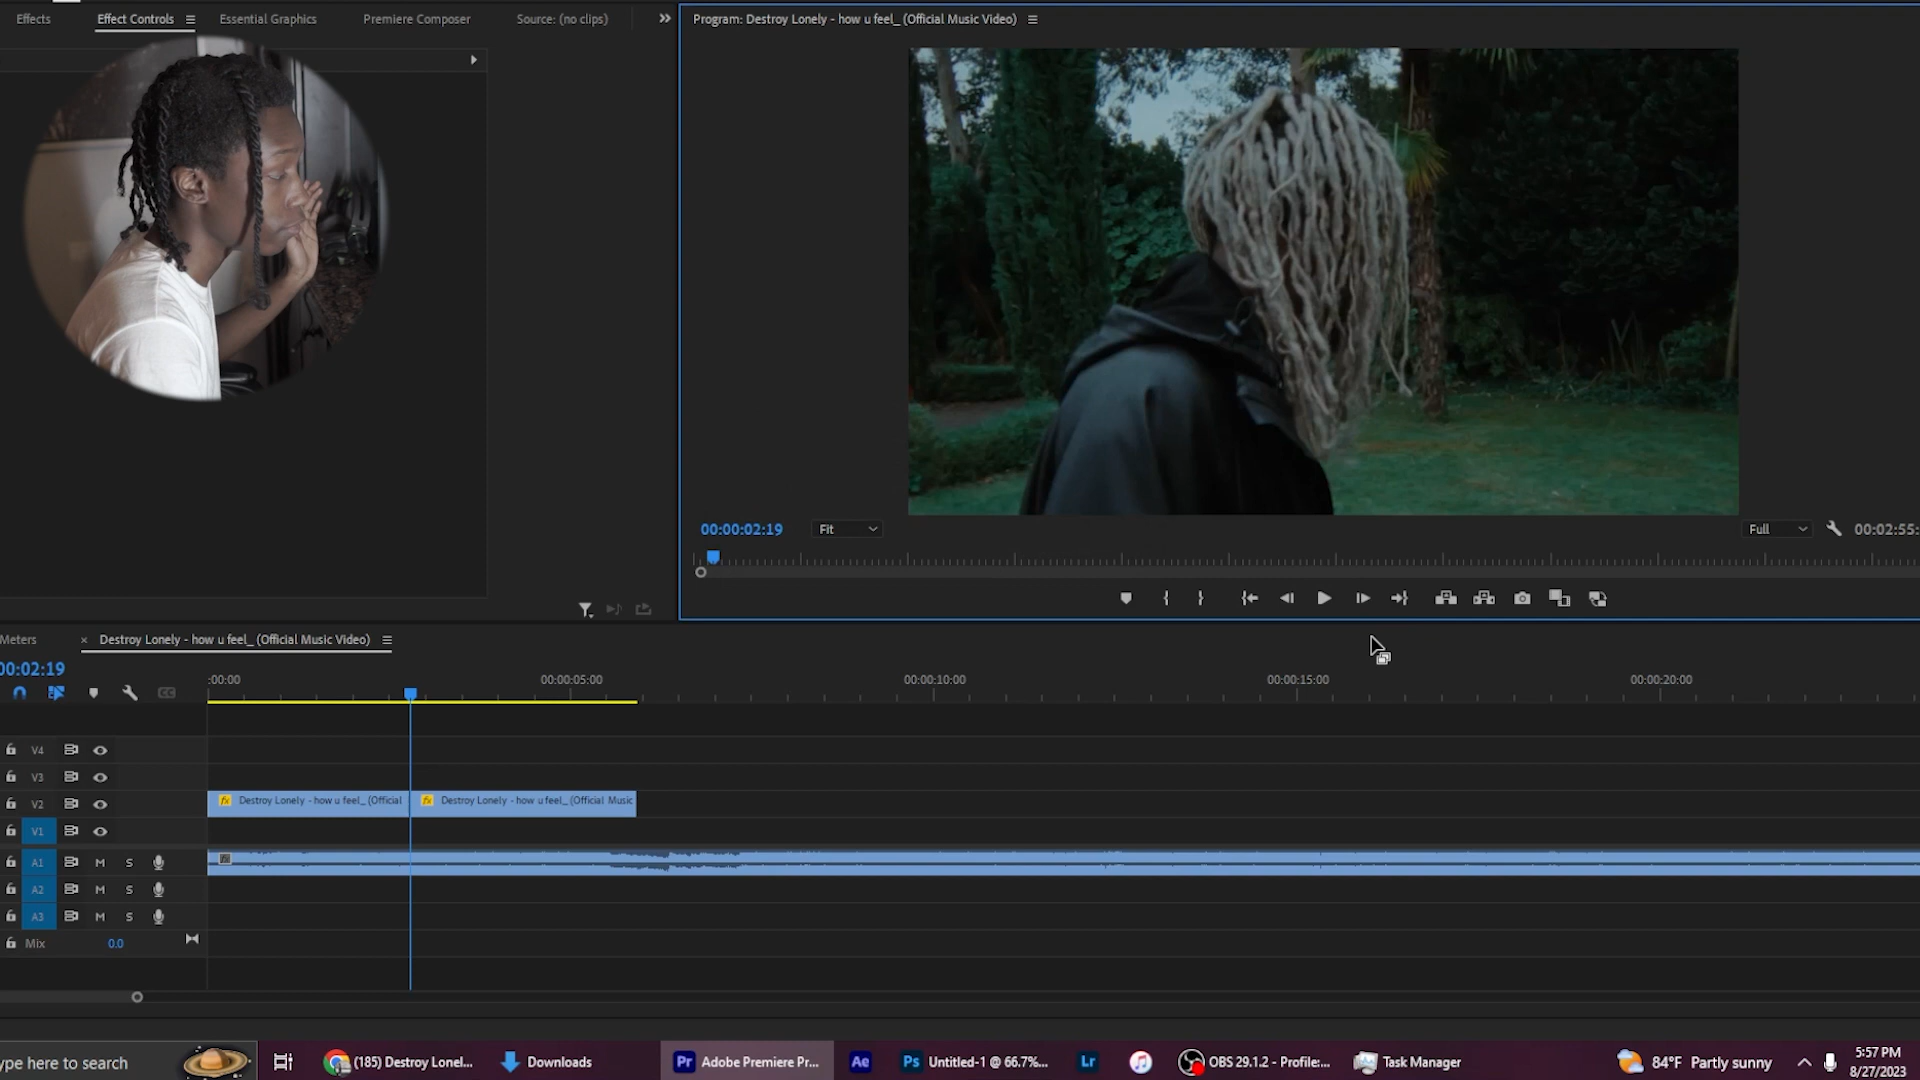 Effects
Effect Controls
Essential Graphics
Premiere Composer
Source: (no clips)
Program: Destroy Lonely - how u feel_ (Official Music Video)
00:00:02:19
Fit
Full
00:02:55:
Meters
Destroy Lonely - how u feel_ (Official Music Video)
00:02:19
:00:00
00:00:05:00
00:00:10:00
00:00:15:00
00:00:20:00
V4
V3
V2
fx Destroy Lonely - how u feel_ (Official
fx Destroy Lonely - how u feel_ (Official Music
V1
A1 M S
fx
A2 M S
A3 M S
Mix 0.0
ype here to search
(185) Destroy Lonel...
Downloads
Pr Adobe Premiere Pr...
Ae
Ps Untitled-1 @ 66.7%...
Lr
OBS 29.1.2 - Profile:...
Task Manager
84°F Partly sunny
5:57 PM
8/27/2023